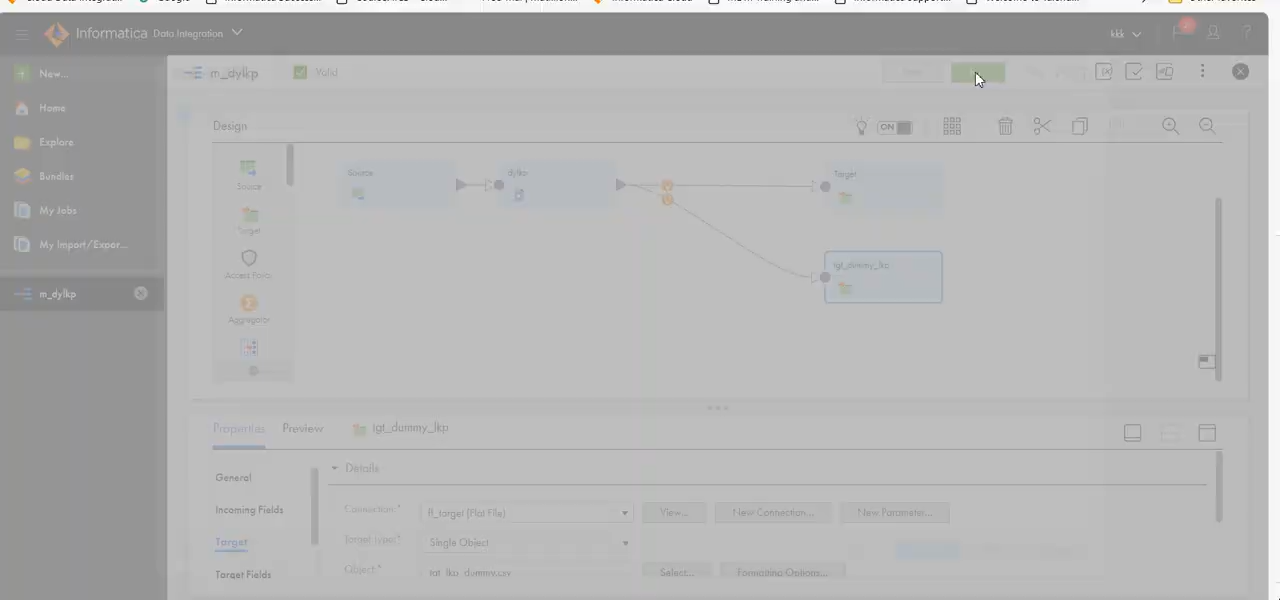 Google
Informatica Data Integration
kkk
?
New...
m_dylkp
Valid
Home
Explore
Bundles
My Jobs
My Import/Expor...
m_dylkp
Design
ON
Source
Target
Access Policy
Aggregator
Source
dylkp
Target
tgt_dummy_lkp
Properties
Preview
tgt_dummy_lkp
General
Incoming Fields
Target
Target Fields
Details
Connection:*
ff_target (Flat File)
View...
New Connection...
New Parameter...
Target Type:*
Single Object
Object:*
tgt_lkp_dummy.csv
Select...
Formatting Options...